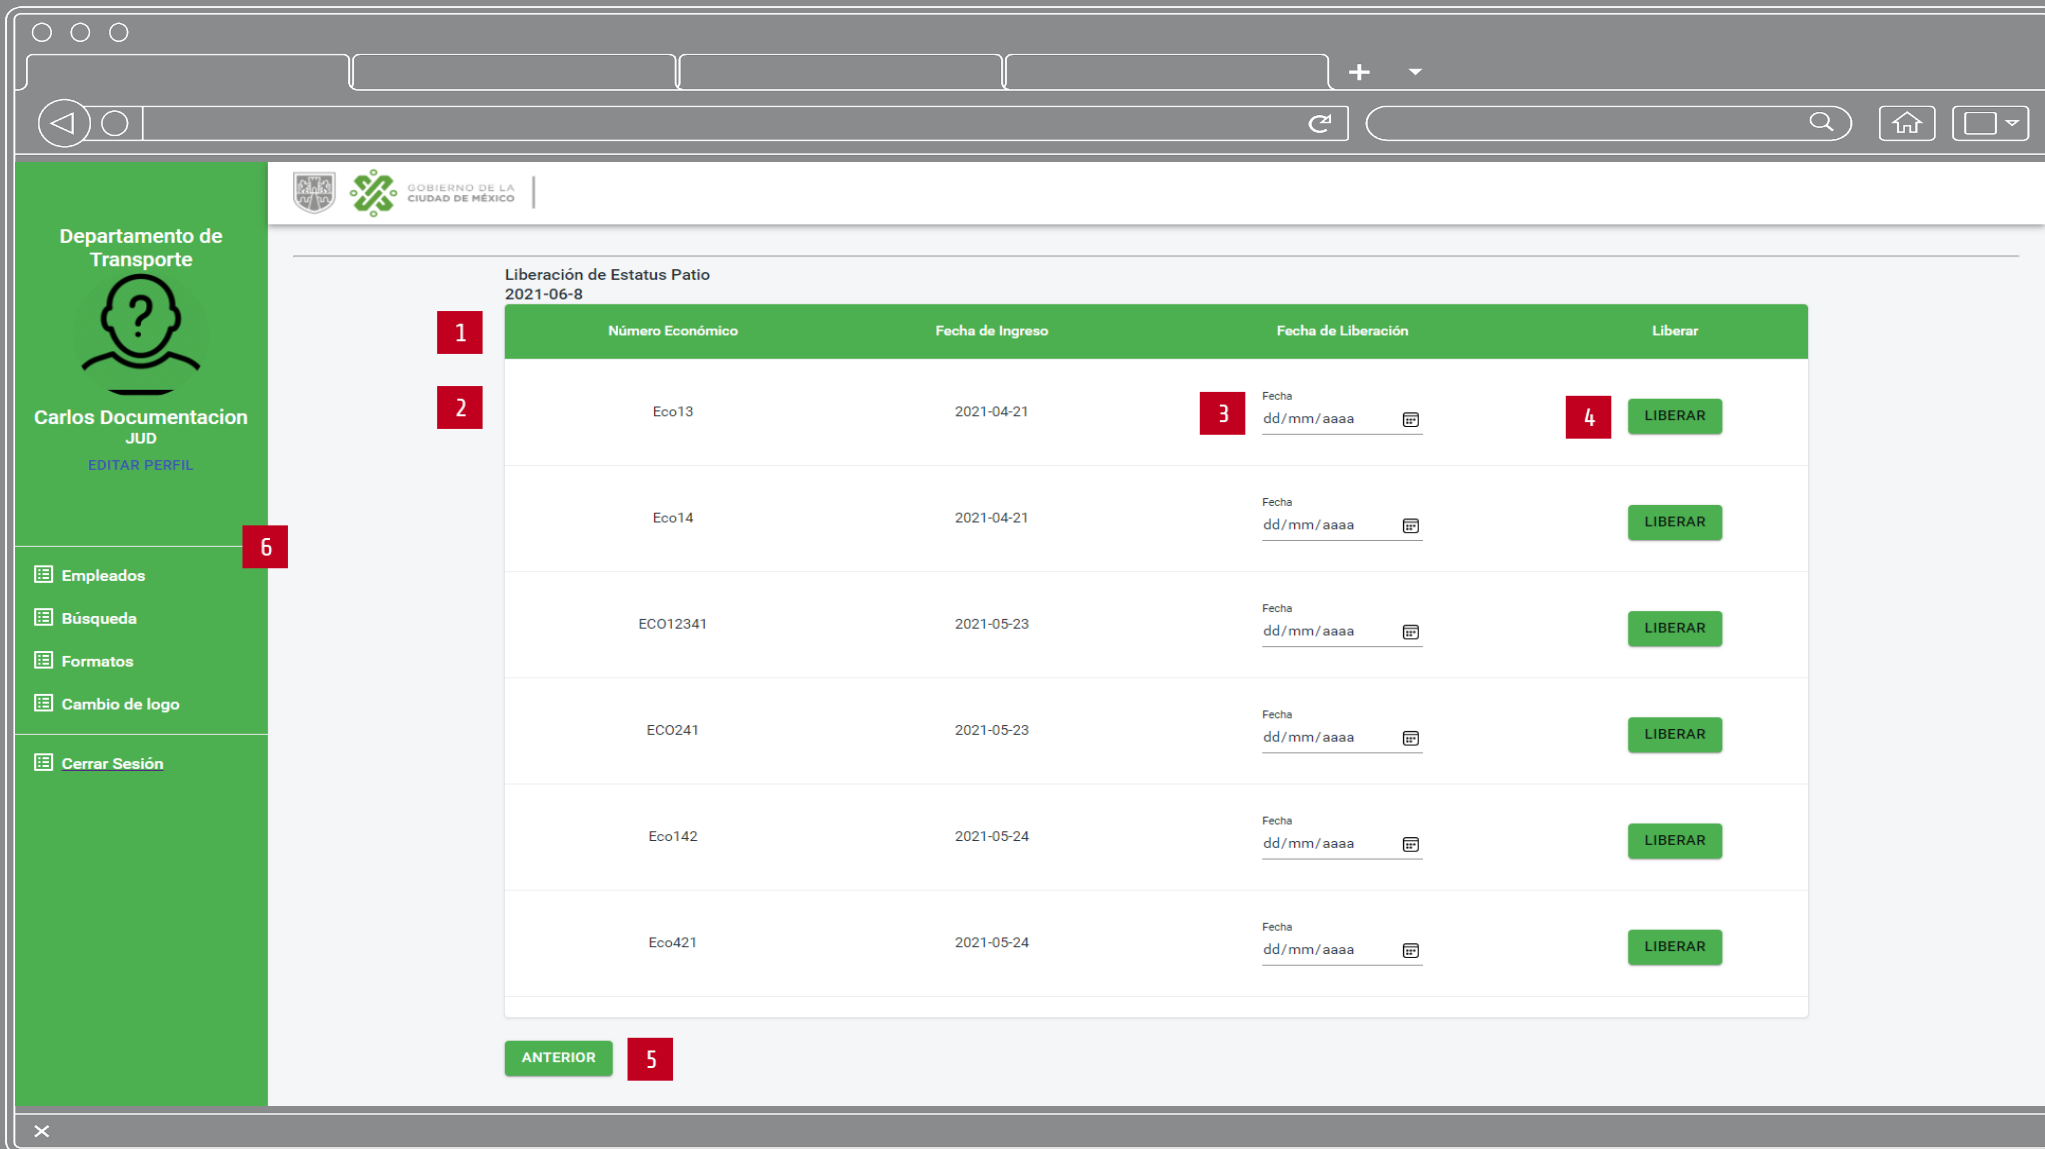 GOBIERNO DE LA
CIUDAD DE MÉXICO
Departamento de
Transporte
?
Carlos Documentacion
JUD
EDITAR PERFIL
6
Empleados
Búsqueda
Formatos
Cambio de logo
Cerrar Sesión
Liberación de Estatus Patio
2021-06-8
1 Número Económico Fecha de Ingreso Fecha de Liberación Liberar
Fecha
2 Eco13 2021-04-21 3 dd/mm/aaaa 4 LIBERAR
Fecha
Eco14 2021-04-21 dd/mm/aaaa LIBERAR
Fecha
ECO12341 2021-05-23 dd/mm/aaaa LIBERAR
Fecha
ECO241 2021-05-23 dd/mm/aaaa LIBERAR
Fecha
Eco142 2021-05-24 dd/mm/aaaa LIBERAR
Fecha
Eco421 2021-05-24 dd/mm/aaaa LIBERAR
ANTERIOR 5